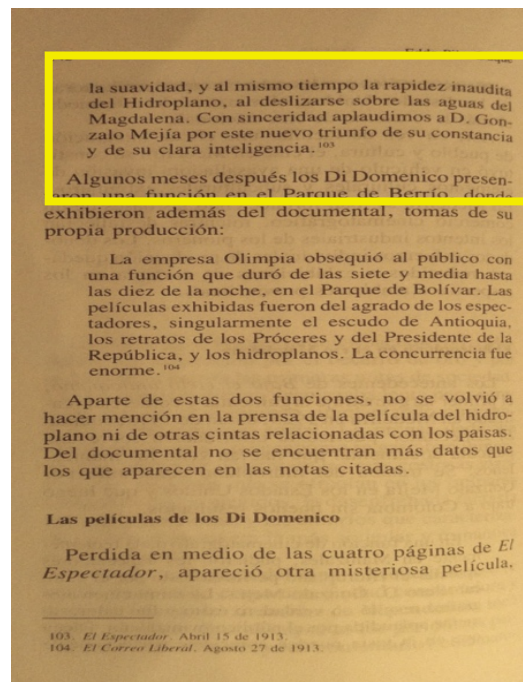 la suavidad, y al mismo tiempo la rapidez inaudita
del Hidroplano, al deslizarse sobre las aguas del
Magdalena. Con sinceridad aplaudimos a D. Gon-
zalo Mejía por este nuevo triunfo de su constancia
y de su clara inteligencia.¹⁰³
Algunos meses después los Di Domenico presen-
taron una función en el Parque de Berrío, donde
exhibieron además del documental, tomas de su
propia producción:
La empresa Olimpia obsequió al público con
una función que duró de las siete y media hasta
las diez de la noche, en el Parque de Bolívar. Las
películas exhibidas fueron del agrado de los espec-
tadores, singularmente el escudo de Antioquia,
los retratos de los Próceres y del Presidente de la
República, y los hidroplanos. La concurrencia fue
enorme.¹⁰⁴
Aparte de estas dos funciones, no se volvió a
hacer mención en la prensa de la película del hidro-
plano ni de otras cintas relacionadas con los paisas.
Del documental no se encuentran más datos que
los que aparecen en las notas citadas.
Las películas de los Di Domenico
Perdida en medio de las cuatro páginas de El
Espectador, apareció otra misteriosa película,
103. El Espectador. Abril 15 de 1913.
104. El Correo Liberal. Agosto 27 de 1913.